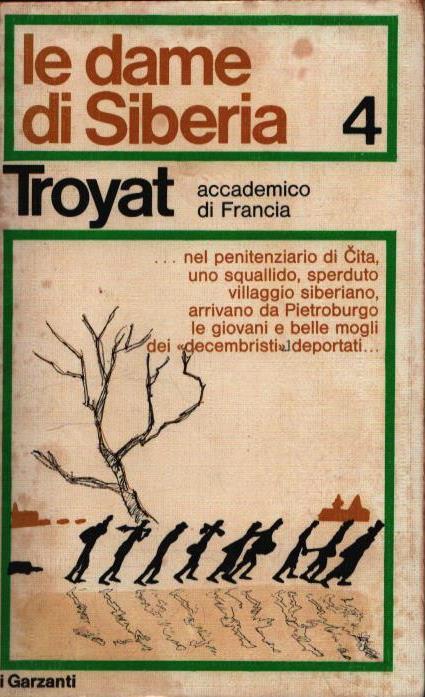 le dame
di Siberia 4
Troyat accademico
di Francia
... nel penitenziario di Čita,
uno squallido, sperduto
villaggio siberiano,
arrivano da Pietroburgo
le giovani e belle mogli
dei «decembristi» deportati...
i Garzanti